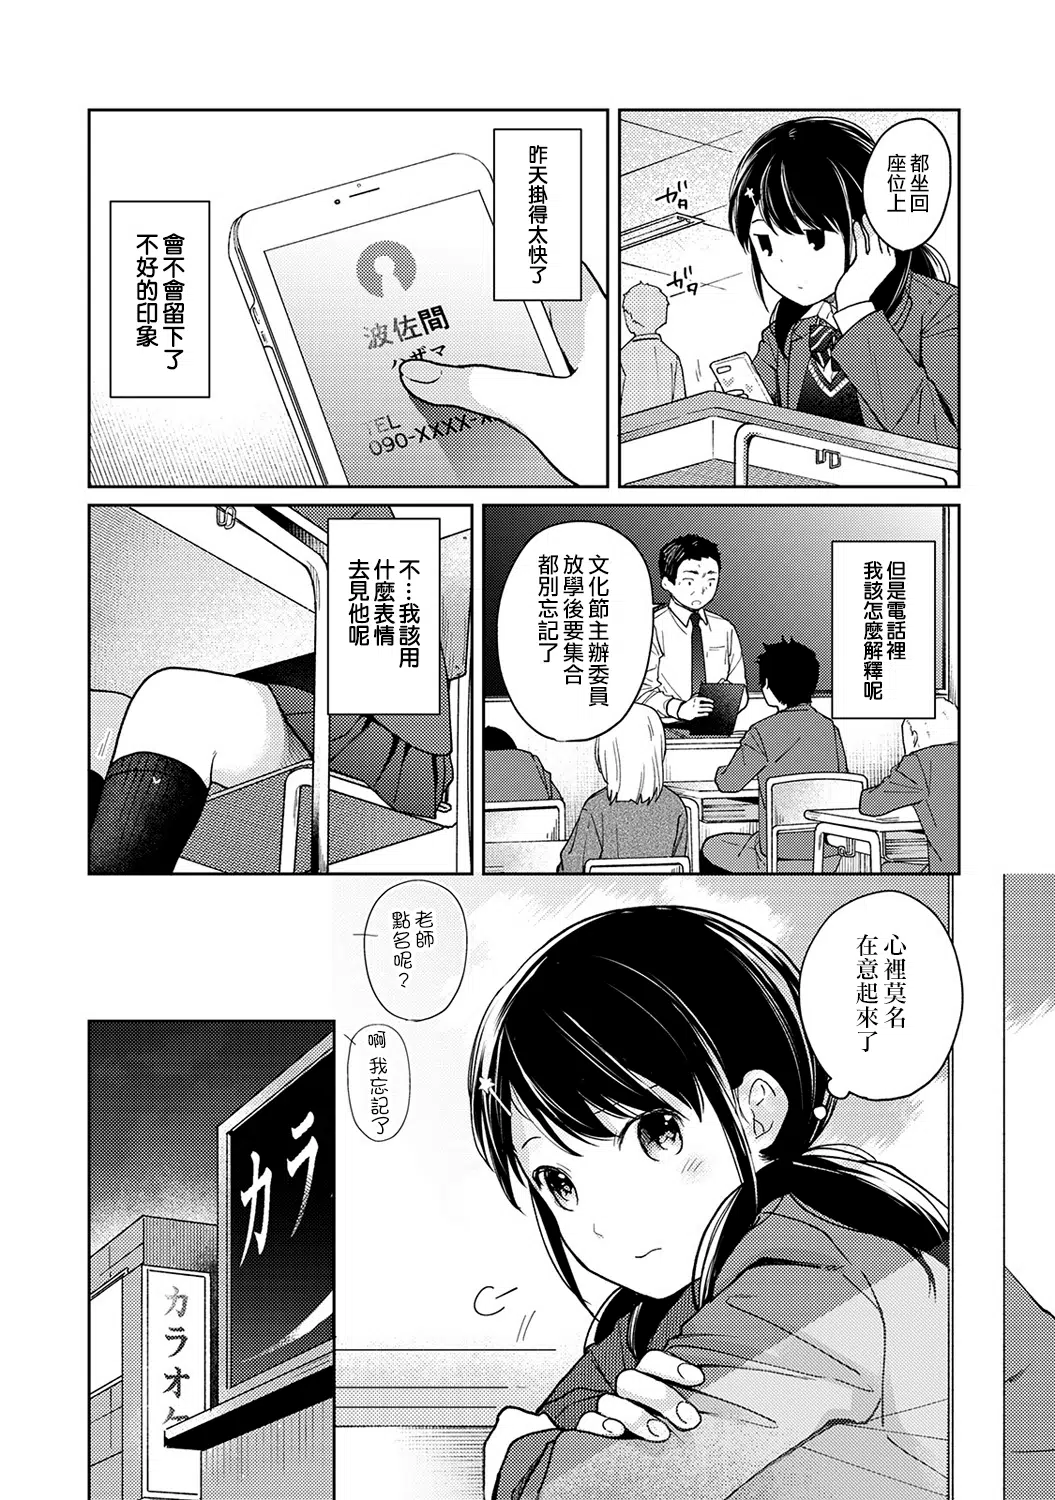 都坐回
座位上
ガタ
ガタ
昨天掛得太快了
波佐間
ハザマ
TEL
090-XXXX-X
會不會留下了
不好的印象
但是電話裡
我該怎麼解釋呢
文化節主辦委員
放學後要集合
都別忘記了
不…我該用
什麼表情
去見他呢
心裡莫名
在意起來了
老師
點名呢？
啊 我忘記了
カラ
カラオケ